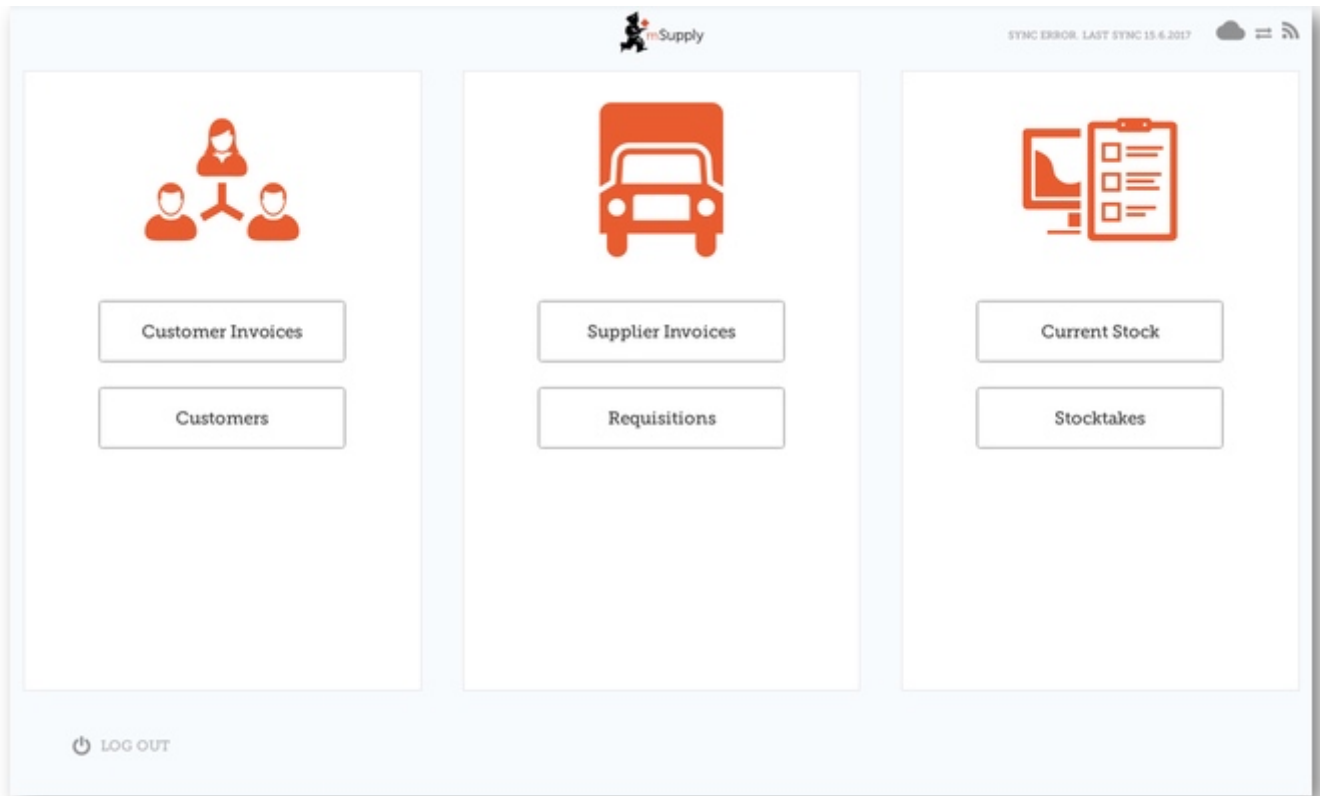 mSupply
SYNC ERROR. LAST SYNC 15.6.2017
Customer Invoices
Customers
Supplier Invoices
Requisitions
Current Stock
Stocktakes
LOG OUT